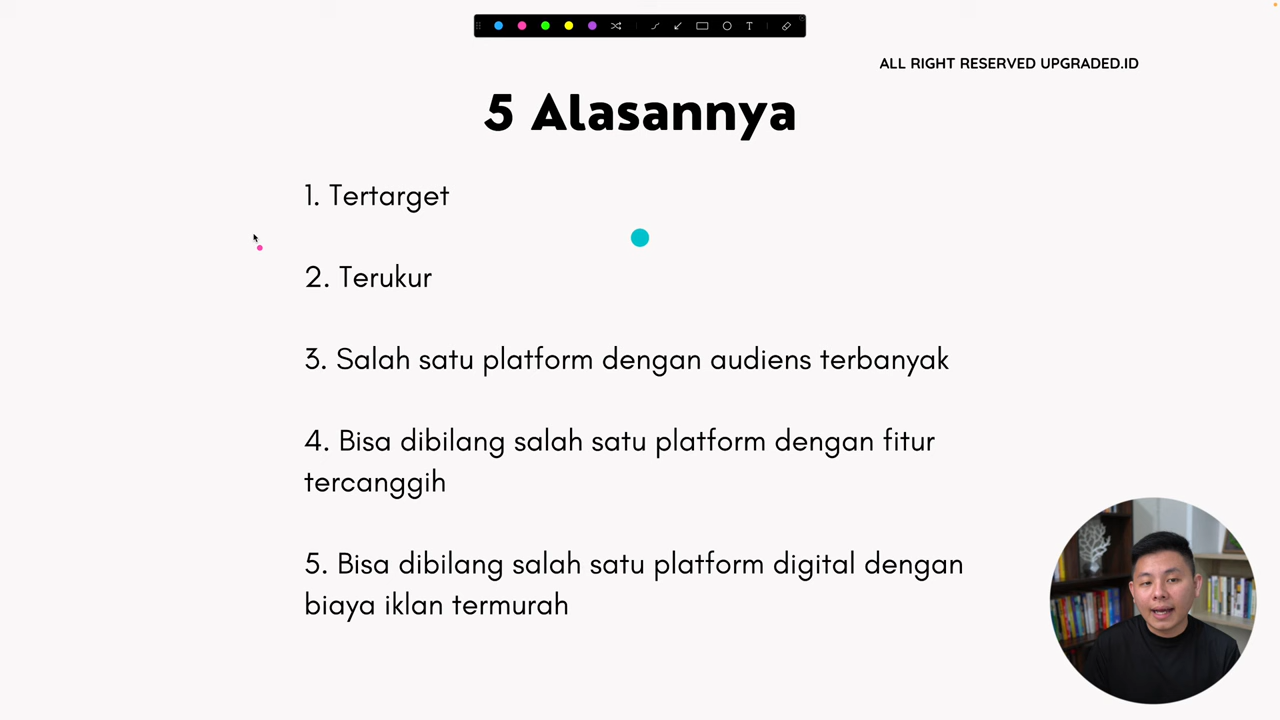 ALL RIGHT RESERVED UPGRADED.ID
5 Alasannya
1. Tertarget
2. Terukur
3. Salah satu platform dengan audiens terbanyak
4. Bisa dibilang salah satu platform dengan fitur
tercanggih
5. Bisa dibilang salah satu platform digital dengan
biaya iklan termurah